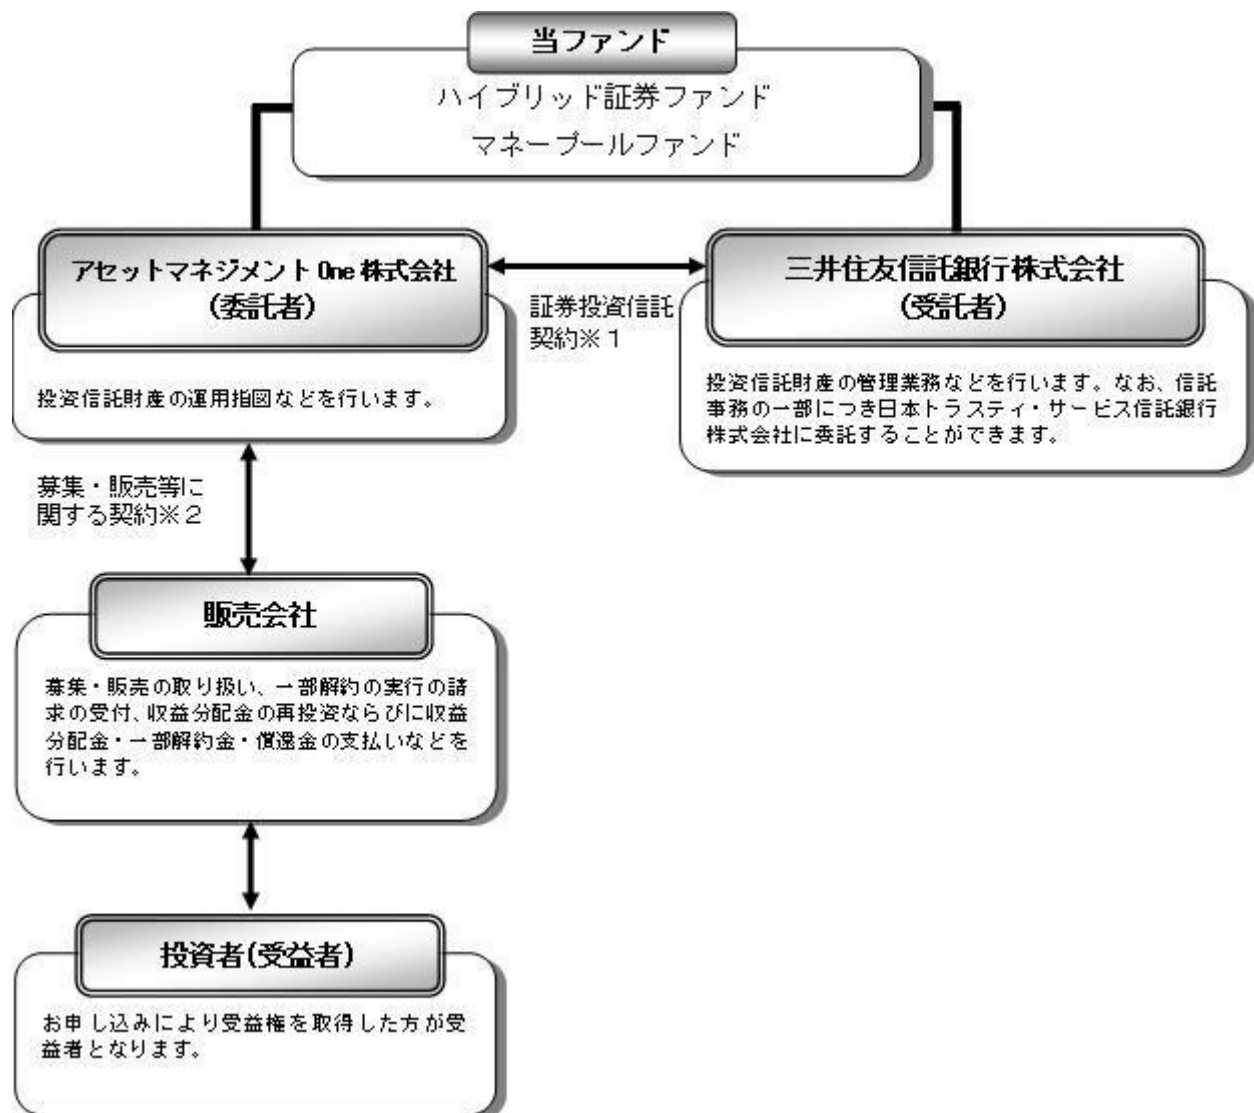 当ファンド
ハイブリッド証券ファンド
マネープールファンド
アセットマネジメントOne株式会社
(委託者)
投資信託財産の運用指図などを行います。
証券投資信託
契約※1
三井住友信託銀行株式会社
(受託者)
投資信託財産の管理業務などを行います。なお、信託
事務の一部につき日本トラスティ・サービス信託銀行
株式会社に委託することができます。
募集・販売等に
関する契約※2
販売会社
募集・販売の取り扱い、一部解約の実行の請
求の受付、収益分配金の再投資ならびに収益
分配金・一部解約金・償還金の支払いなどを
行います。
投資者(受益者)
お申し込みにより受益権を取得した方が受
益者となります。